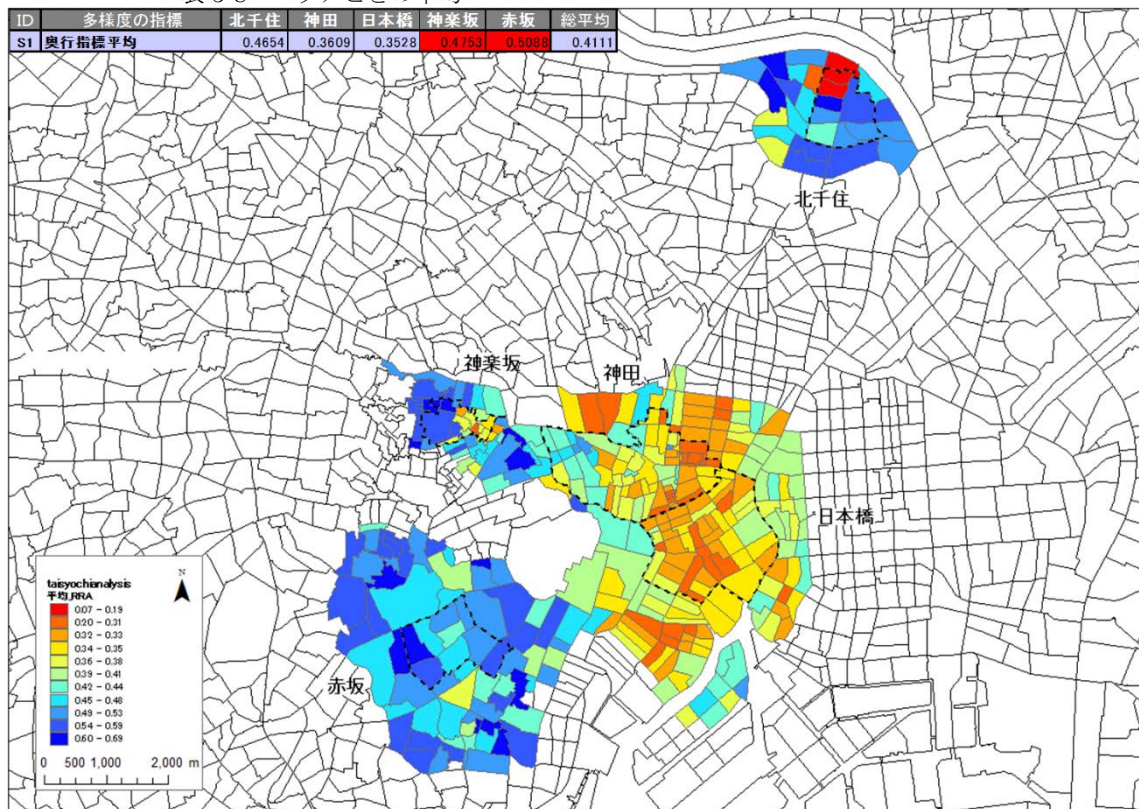 ID 多様度の指標 北千住 神田 日本橋 神楽坂 赤坂 総平均
S1 奥行指標平均 0.4654 0.3609 0.3528 0.4753 0.5088 0.4111
北千住
神楽坂
神田
日本橋
赤坂
N
taisyochianalysis
平均_RRA
0.07 - 0.19
0.20 - 0.31
0.32 - 0.33
0.34 - 0.35
0.36 - 0.38
0.39 - 0.41
0.42 - 0.44
0.45 - 0.48
0.49 - 0.53
0.54 - 0.59
0.60 - 0.69
0 500 1,000 2,000 m